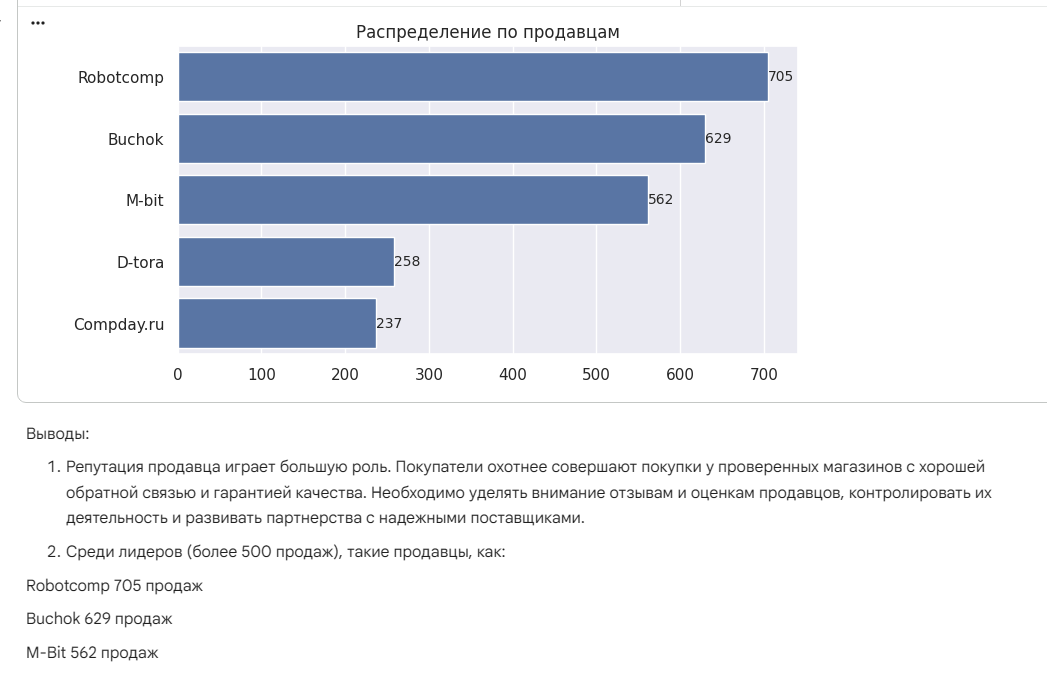 •••
Распределение по продавцам
Robotcomp 705
Buchok 629
M-bit 562
D-tora 258
Compday.ru 237
0 100 200 300 400 500 600 700
Выводы:
1. Репутация продавца играет большую роль. Покупатели охотнее совершают покупки у проверенных магазинов с хорошей
обратной связью и гарантией качества. Необходимо уделять внимание отзывам и оценкам продавцов, контролировать их
деятельность и развивать партнерства с надежными поставщиками.
2. Среди лидеров (более 500 продаж), такие продавцы, как:
Robotcomp 705 продаж
Buchok 629 продаж
M-Bit 562 продаж